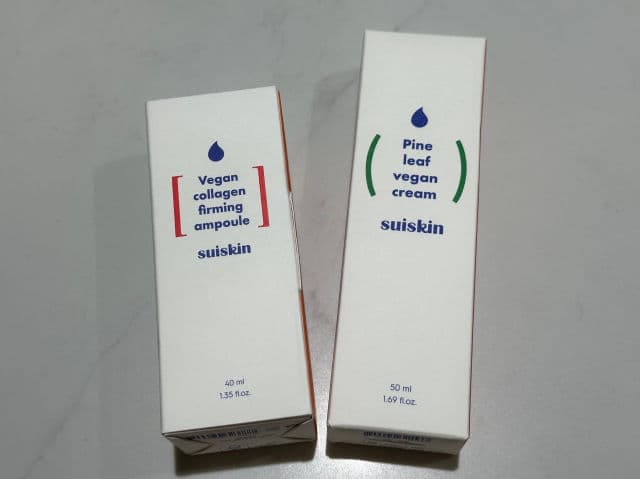 Vegan
collagen
firming
ampoule
suiskin
40 ml
1.35 fl.oz.
Pine
leaf
vegan
cream
suiskin
50 ml
1.69 fl.oz.